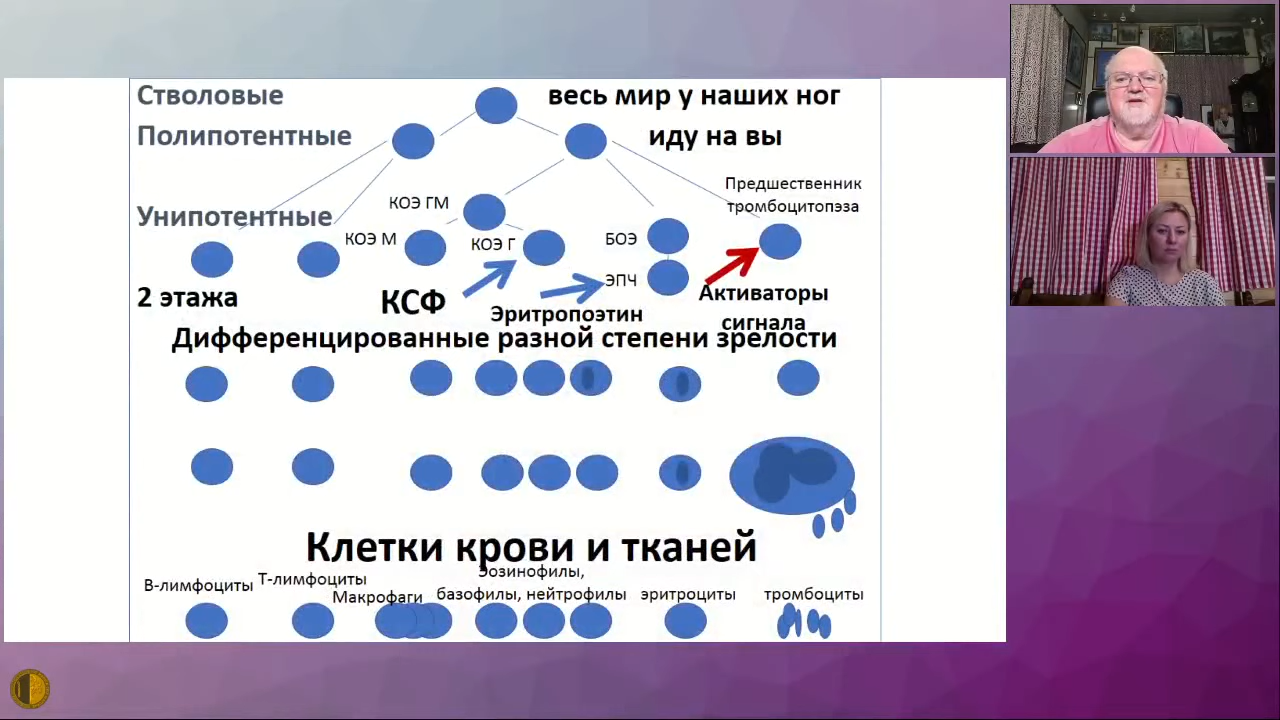 Стволовые
весь мир у наших ног
Полипотентные
иду на вы
Предшественник
тромбоцитопэза
Унипотентные
КОЭ ГМ
КОЭ М
КОЭ Г
БОЭ
ЭПЧ
2 этажа
КСФ
Эритропоэтин
Активаторы
сигнала
Дифференцированные разной степени зрелости
Клетки крови и тканей
В-лимфоциты
Т-лимфоциты
Макрофаги
Эозинофилы,
базофилы, нейтрофилы
эритроциты
тромбоциты